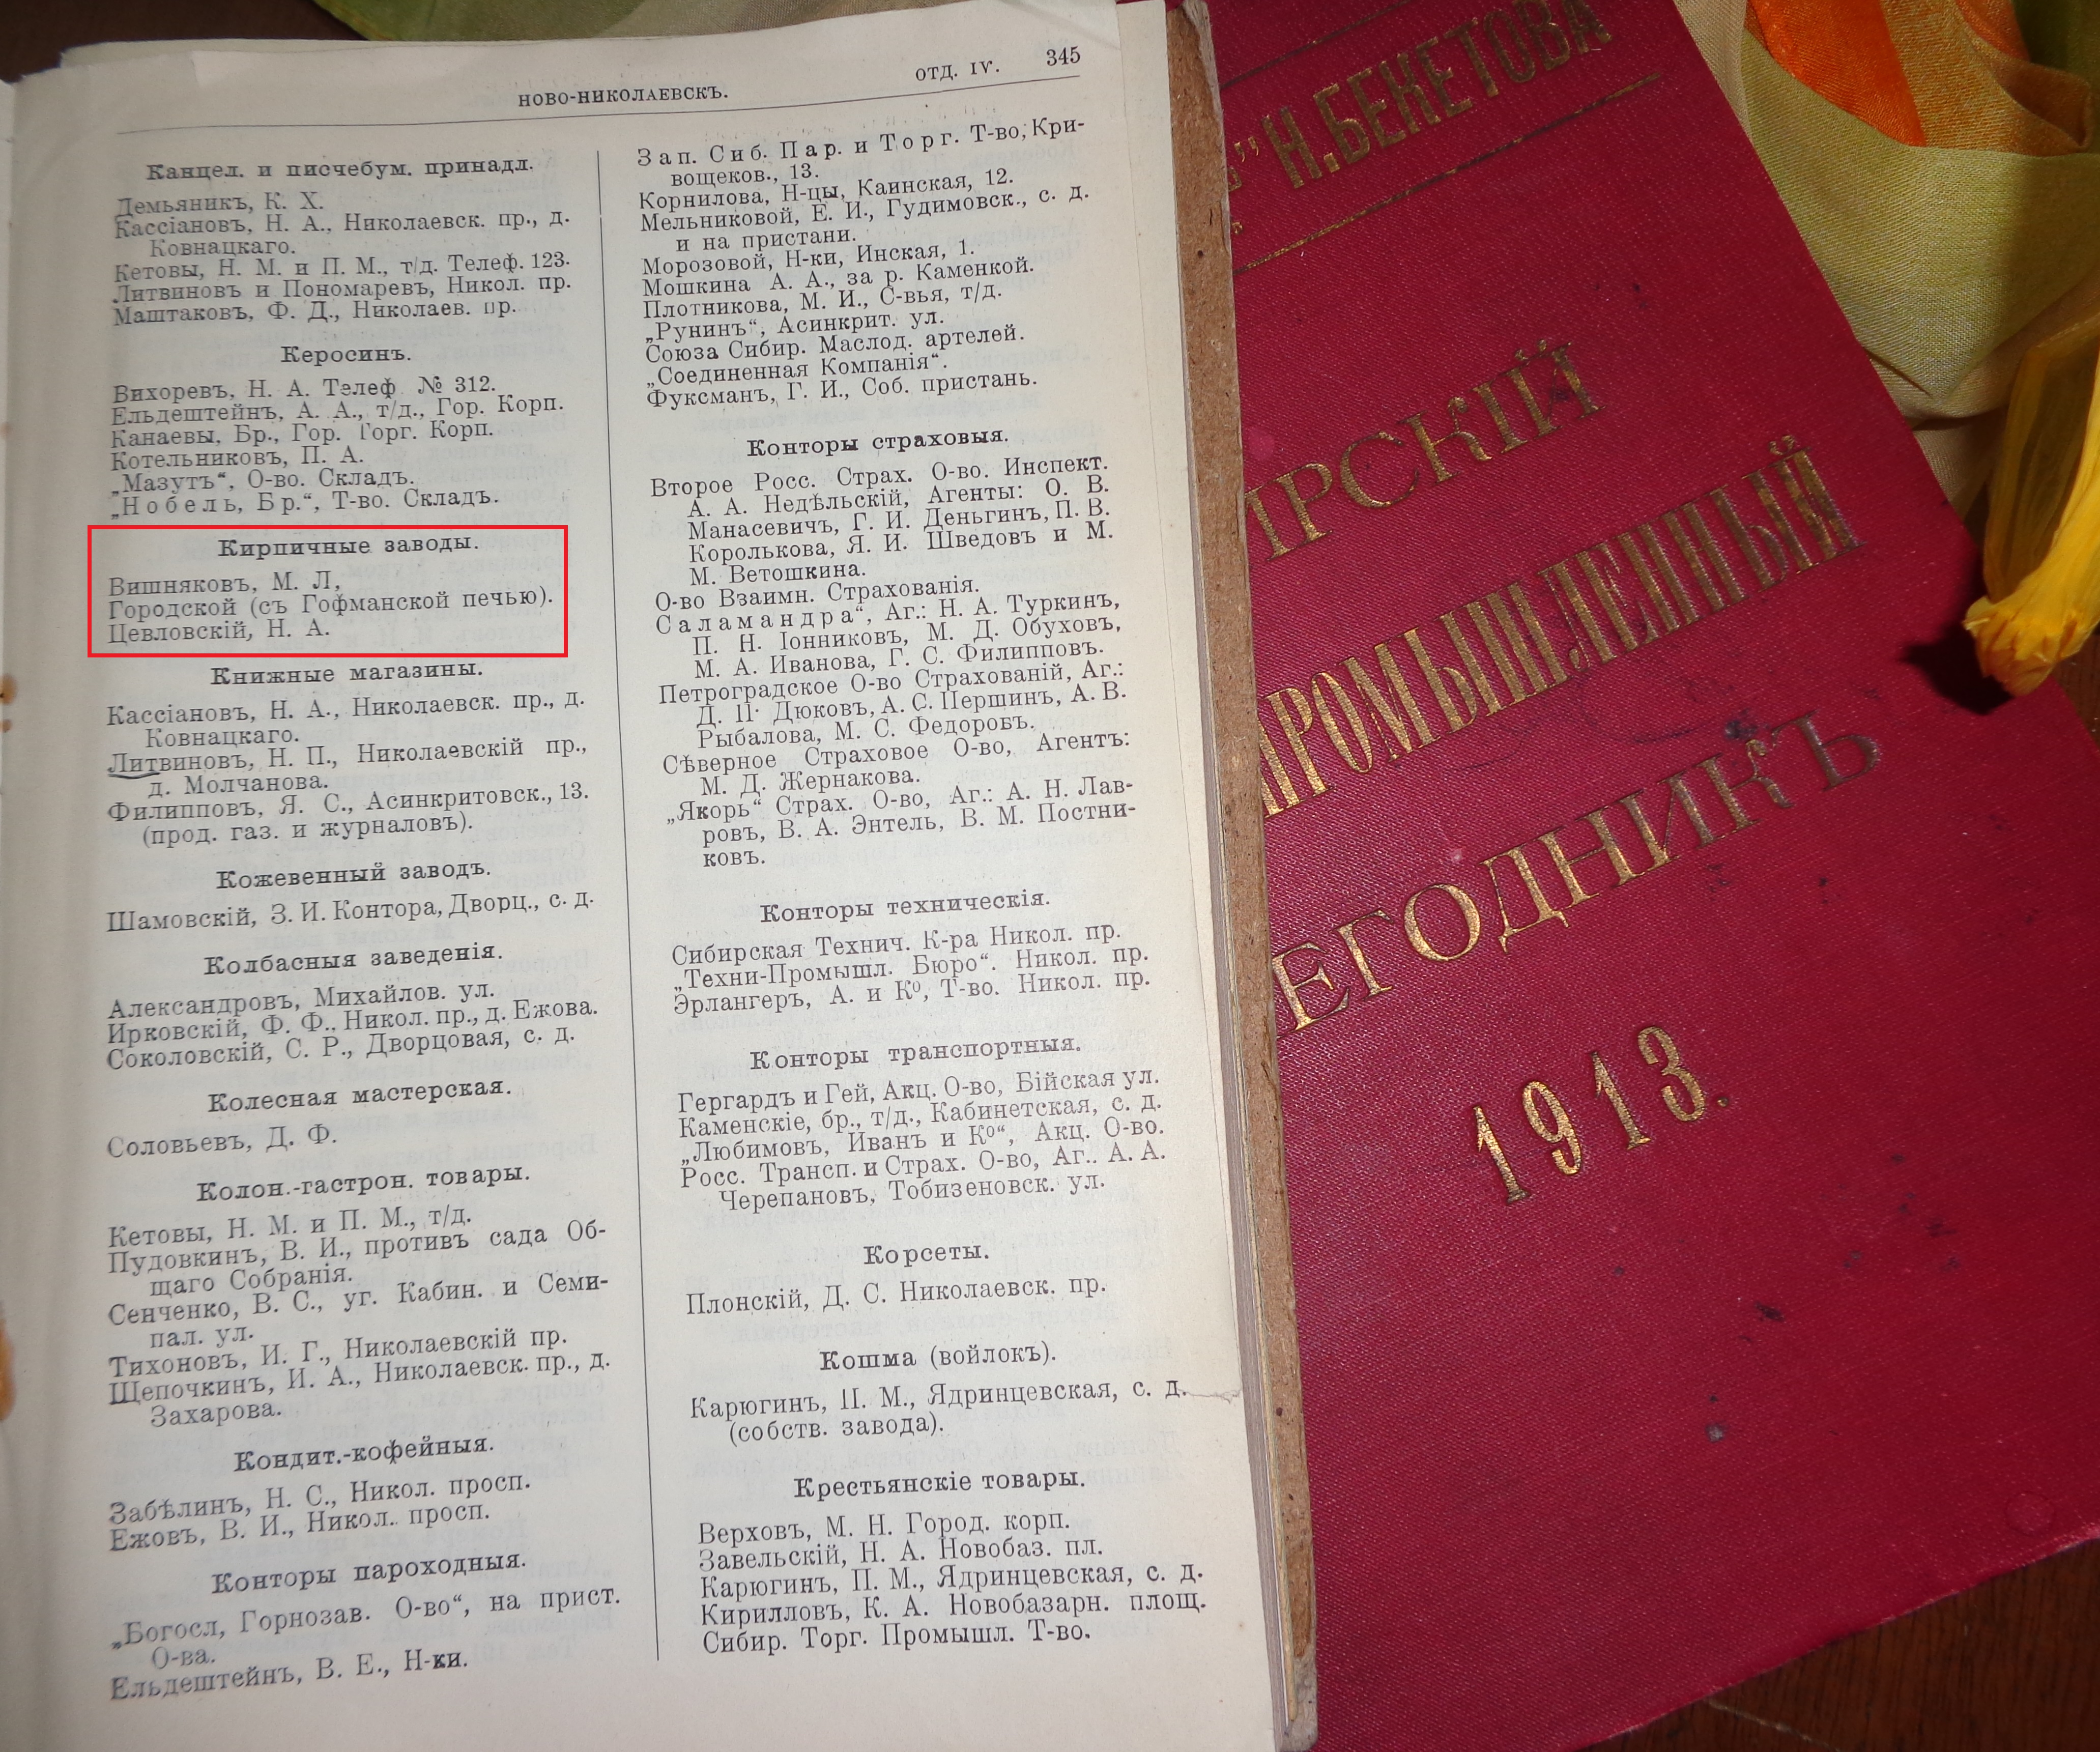 НОВО-НИКОЛАЕВСКЪ.
ОТД. IV.
345
Канцел. и писчебум. принадл.
Демьяникъ, К. Х.
Кассіановъ, Н. А., Николаевск. пр., д.
Ковнацкаго.
Кетовы, Н. М. и П. М., т/д. Телеф. 123.
Литвиновъ и Пономаревъ, Никол. пр.
Маштаковъ, Ф. Д., Николаев. пр.
Керосинъ.
Вихоревъ, Н. А. Телеф № 312.
Ельдештейнъ, А. А., т/д., Гор. Корп.
Канаевы, Бр., Гор. Торг. Корп.
Котельниковъ, П. А.
„Мазутъ“, О-во. Складъ.
„Нобель, Бр.“, Т-во. Складъ.
Кирпичные заводы.
Вишняковъ, М. Л,
Городской (съ Гофманской печью).
Цевловскій, Н. А.
Книжные магазины.
Кассіановъ, Н. А., Николаевск. пр., д.
Ковнацкаго.
Литвиновъ, Н. П., Николаевскій пр.,
д. Молчанова.
Филипповъ, Я. С., Асинкритовск., 13.
(прод. газ. и журналовъ).
Кожевенный заводъ.
Шамовскій, З. И. Контора, Дворц., с. д.
Колбасныя заведенія.
Александровъ, Михайлов. ул.
Ирковскій, Ф. Ф., Никол. пр., д. Ежова.
Соколовскій, С. Р., Дворцовая, с. д.
Колесная мастерская.
Соловьевъ, Д. Ф.
Колон.-гастрон. товары.
Кетовы, Н. М. и П. М., т/д.
Пудовкинъ, В. И., противъ сада Об-
щаго Собранія.
Сенченко, В. С., уг. Кабин. и Семи-
пал. ул.
Тихоновъ, И. Г., Николаевскій пр.
Щепочкинъ, И. А., Николаевск. пр., д.
Захарова.
Кондит.-кофейныя.
Забѣлинъ, Н. С., Никол. просп.
Ежовъ, В. И., Никол. просп.
Конторы пароходныя.
„Богосл, Горнозав. О-во“, на прист.
О-ва.
Ельдештейнъ, В. Е., Н-ки.
Зап. Сиб. Пар. и Торг. Т-во, Кри-
вощеков., 13.
Корнилова, Н-цы, Каинская, 12.
Мельниковой, Е. И., Гудимовск., с. д.
и на пристани.
Морозовой, Н-ки, Инская, 1.
Мошкина А. А., за р. Каменкой.
Плотникова, М. И., С-вья, т/д.
„Рунинъ“, Асинкрит. ул.
Союза Сибир. Маслод. артелей.
„Соединенная Компанія“.
Фуксманъ, Г. И., Соб. пристань.
Конторы страховыя.
Второе Росс. Страх. О-во. Инспект.
А. А. Недѣльскій, Агенты: О. В.
Манасевичъ, Г. И. Деньгинъ, П. В.
Королькова, Я. И. Шведовъ и М.
М. Ветошкина.
О-во Взаимн. Страхованія.
Саламандра“, Аг.: Н. А. Туркинъ,
П. Н. Іонниковъ, М. Д. Обуховъ,
М. А. Иванова, Г. С. Филипповъ.
Петроградское О-во Страхованій, Аг.:
Д. П. Дюковъ, А. С. Першинъ, А. В.
Рыбалова, М. С. Федоровъ.
Сѣверное Страховое О-во, Агентъ:
М. Д. Жернакова.
„Якорь“ Страх. О-во, Аг.: А. Н. Лав-
ровъ, В. А. Энтель, В. М. Постни-
ковъ.
Конторы техническія.
Сибирская Технич. К-ра Никол. пр.
„Техни-Промышл. Бюро“. Никол. пр.
Эрлангеръ, А. и Ко, Т-во. Никол. пр.
Конторы транспортныя.
Гергардъ и Гей, Акц. О-во, Бійская ул.
Каменскіе, бр., т/д., Кабинетская, с. д.
„Любимовъ, Иванъ и Ко“, Акц. О-во.
Росс. Трансп. и Страх. О-во, Аг.. А. А.
Черепановъ, Тобизеновск. ул.
Корсеты.
Плонскій, Д. С. Николаевск. пр.
Кошма (войлокъ).
Карюгинъ, П. М., Ядринцевская, с. д.
(собств. завода).
Крестьянскіе товары.
Верховъ, М. Н. Город. корп.
Завельскій, Н. А. Новобаз. пл.
Карюгинъ, П. М., Ядринцевская, с. д.
Кирилловъ, К. А. Новобазарн. площ.
Сибир. Торг. Промышл. Т-во.
" Н. БЕКЕТОВА
ИРСКІЙ
ПРОМЫШЛЕННЫЙ
ЕГОДНИКЪ
1913.